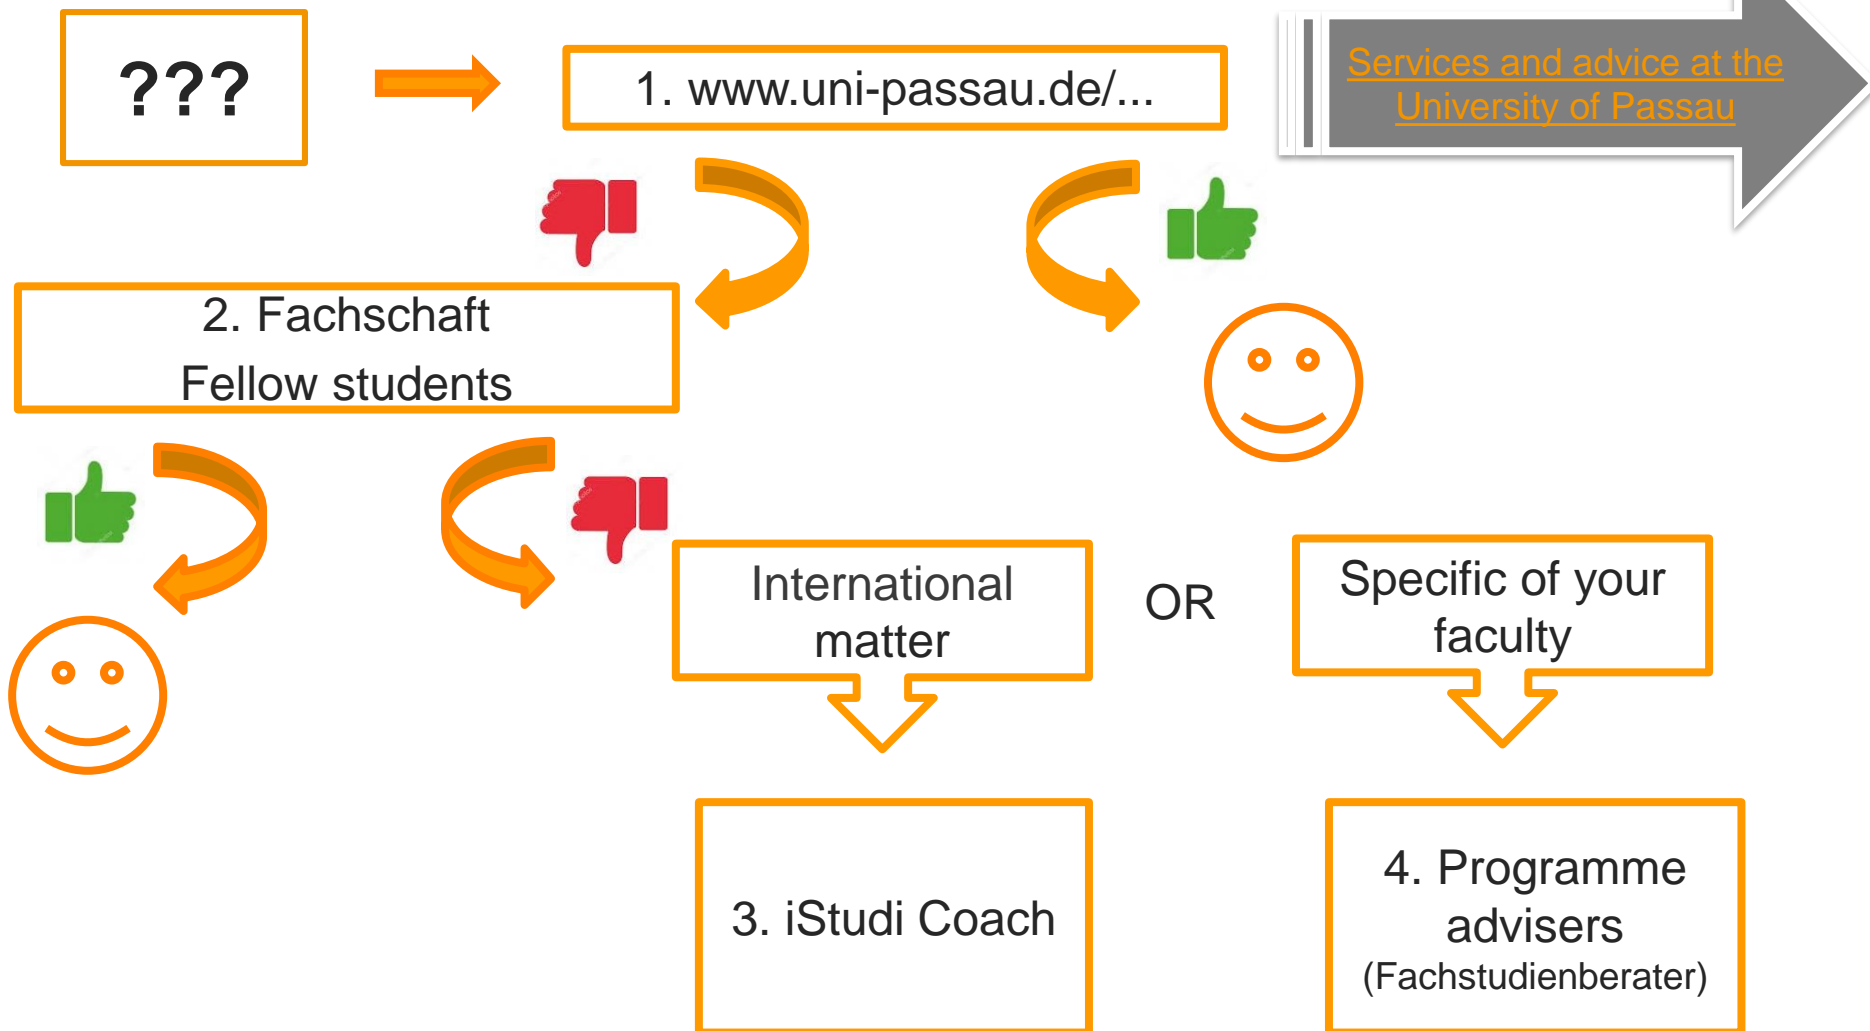 ???
1. www.uni-passau.de/...
Services and advice at the
University of Passau
2. Fachschaft
Fellow students
International
matter
OR
Specific of your
faculty
3. iStudi Coach
4. Programme
advisers
(Fachstudienberater)